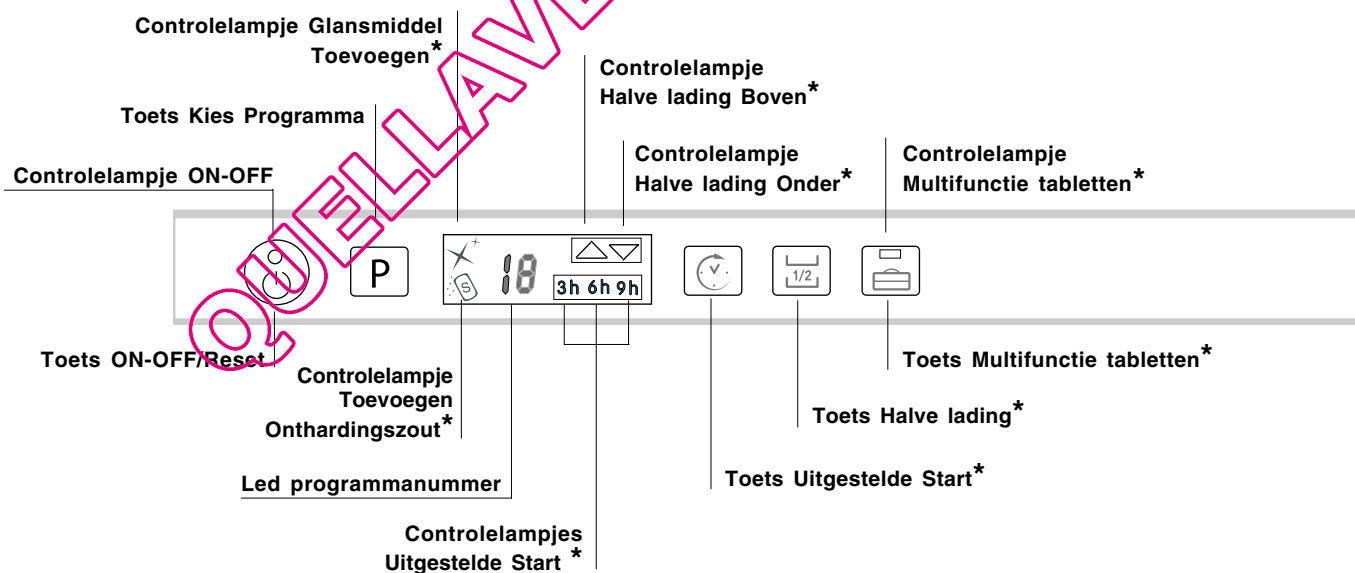 Controlelampje Glansmiddel
Toevoegen*
Controlelampje
Halve lading Boven*
Toets Kies Programma
Controlelampje
Halve lading Onder*
Controlelampje
Multifunctie tabletten*
Controlelampje ON-OFF
P
S
18
3h 6h 9h
1/2
Toets ON-OFF/Reset
Controlelampje
Toevoegen
Onthardingszout*
Toets Multifunctie tabletten*
Toets Halve lading*
Led programmanummer
Toets Uitgestelde Start*
Controlelampjes
Uitgestelde Start *
QUELLAVE